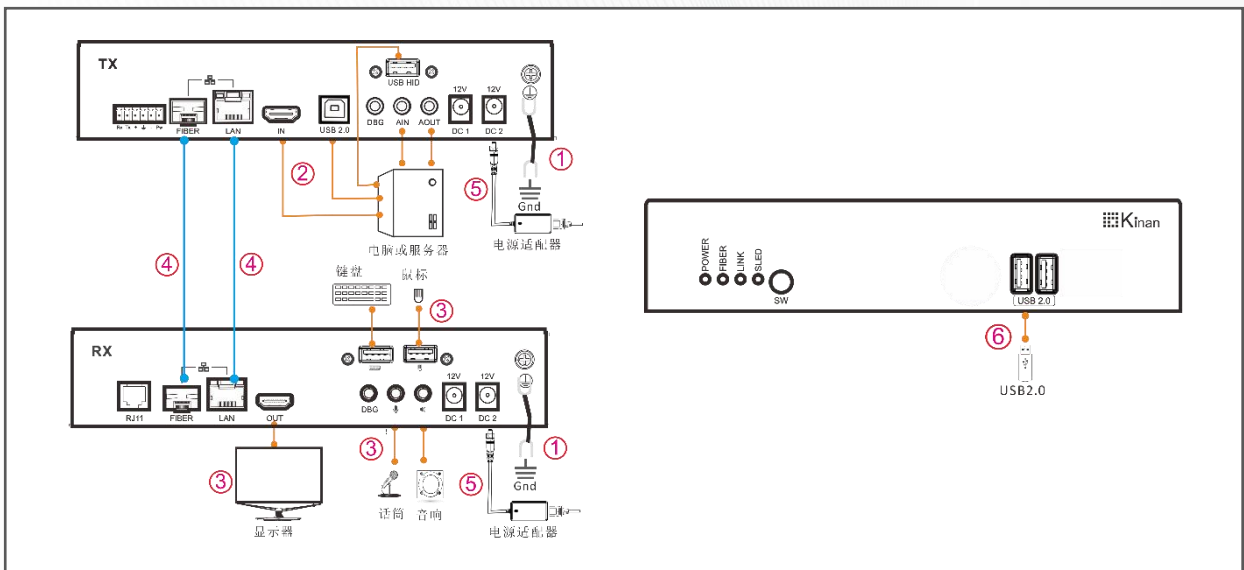 TX
USB HID
12V
12V
Rx Tx
FIBER
LAN
IN
USB 2.0
DBG
AIN
AOUT
DC 1
DC 2
①
②
⑤
Gnd
电脑或服务器
电源适配器
④
④
键盘
鼠标
③
RX
12V
12V
RJ11
FIBER
LAN
OUT
DBG
DC 1
DC 2
③
③
⑤
①
Gnd
显示器
话筒
音响
电源适配器
Kinan
POWER
FIBER
LINK
SLED
SW
USB 2.0
⑥
USB2.0